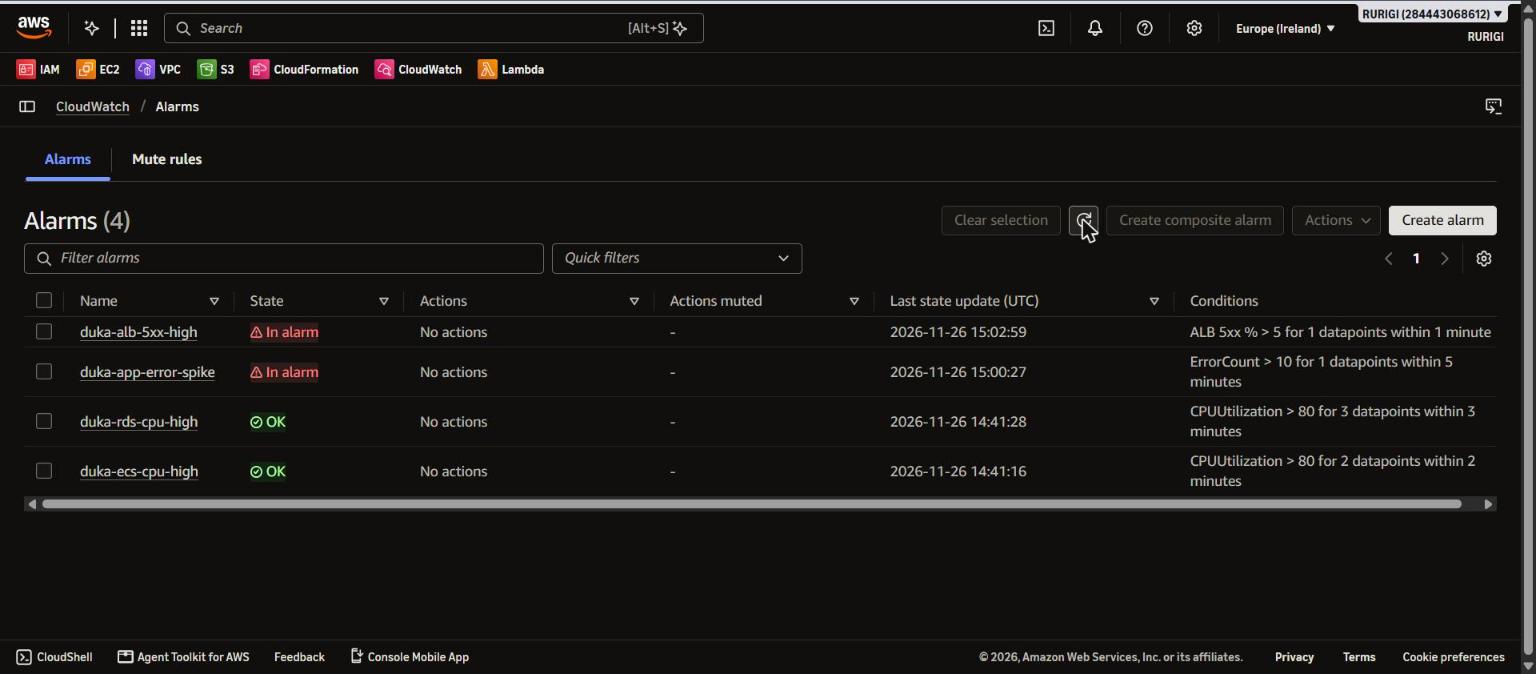 aws
Search [Alt+S]
Europe (Ireland) ▼
RURIGI (284443068612) ▼
RURIGI
IAM EC2 VPC S3 CloudFormation CloudWatch Lambda
CloudWatch / Alarms
Alarms Mute rules
Alarms (4)
Clear selection Create composite alarm Actions Create alarm
Filter alarms Quick filters 1
Name State Actions Actions muted Last state update (UTC) Conditions
duka-alb-5xx-high In alarm No actions - 2026-11-26 15:02:59 ALB 5xx % > 5 for 1 datapoints within 1 minute
duka-app-error-spike In alarm No actions - 2026-11-26 15:00:27 ErrorCount > 10 for 1 datapoints within 5
minutes
duka-rds-cpu-high OK No actions - 2026-11-26 14:41:28 CPUUtilization > 80 for 3 datapoints within 3
minutes
duka-ecs-cpu-high OK No actions - 2026-11-26 14:41:16 CPUUtilization > 80 for 2 datapoints within 2
minutes
CloudShell Agent Toolkit for AWS Feedback Console Mobile App © 2026, Amazon Web Services, Inc. or its affiliates. Privacy Terms Cookie preferences